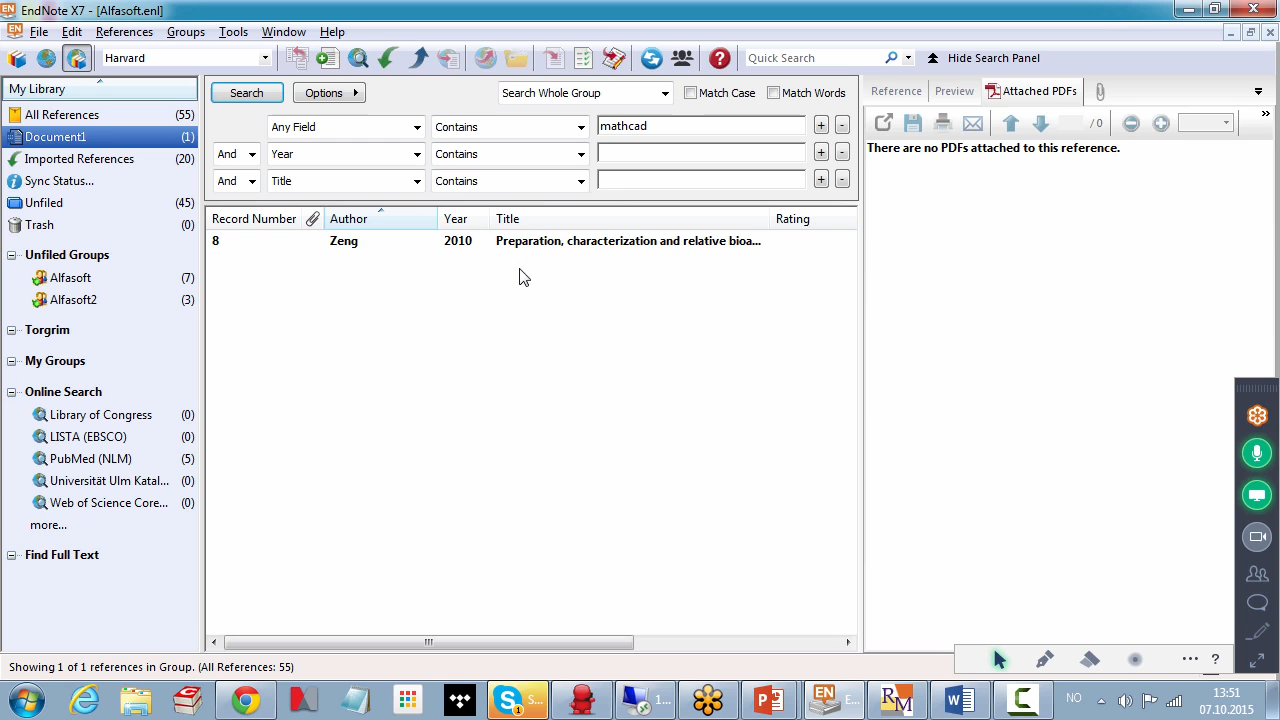 EndNote X7 - [Alfasoft.enl]
File Edit References Groups Tools Window Help
Harvard
Quick Search
Hide Search Panel
My Library
All References (55)
Document1 (1)
Imported References (20)
Sync Status...
Unfiled (45)
Trash (0)
Unfiled Groups
Alfasoft (7)
Alfasoft2 (3)
Torgrim
My Groups
Online Search
Library of Congress (0)
LISTA (EBSCO) (0)
PubMed (NLM) (5)
Universität Ulm Katal... (0)
Web of Science Core... (0)
more...
Find Full Text
Search Options Search Whole Group Match Case Match Words
Any Field Contains mathcad + -
And Year Contains + -
And Title Contains + -
Record Number Author Year Title Rating
8 Zeng 2010 Preparation, characterization and relative bioa...
Reference Preview Attached PDFs
/ 0
There are no PDFs attached to this reference.
Showing 1 of 1 references in Group. (All References: 55)
S... 1... E...
NO
13:51
07.10.2015